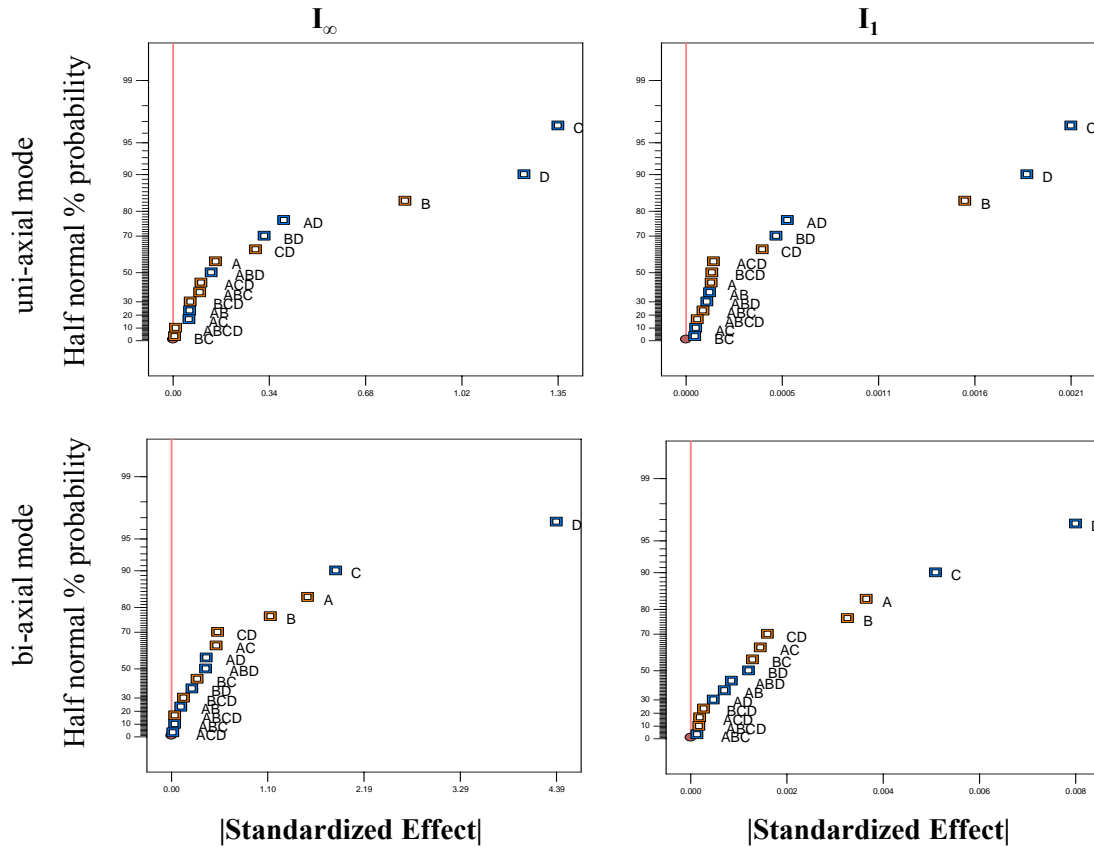 I∞
I1
uni-axial mode
Half normal % probability
99
95
90
80
70
50
30
20
10
0
C
D
B
AD
BD
CD
A
ABD
ACD
ABC
BCD
AB
AC
ABCD
BC
0.00 0.34 0.68 1.02 1.35
99
95
90
80
70
50
30
20
10
0
C
D
B
AD
BD
CD
ACD
BCD
A
AB
ABD
ABC
ABCD
AC
BC
0.0000 0.0005 0.0011 0.0016 0.0021
bi-axial mode
Half normal % probability
99
95
90
80
70
50
30
20
10
0
D
C
A
B
CD
AC
AD
ABD
BC
BD
BCD
AB
ABCD
ABC
ACD
0.00 1.10 2.19 3.29 4.39
|Standardized Effect|
99
95
90
80
70
50
30
20
10
0
D
C
A
B
CD
AC
BC
BD
ABD
AB
AD
BCD
ACD
ABCD
ABC
0.000 0.002 0.004 0.006 0.008
|Standardized Effect|